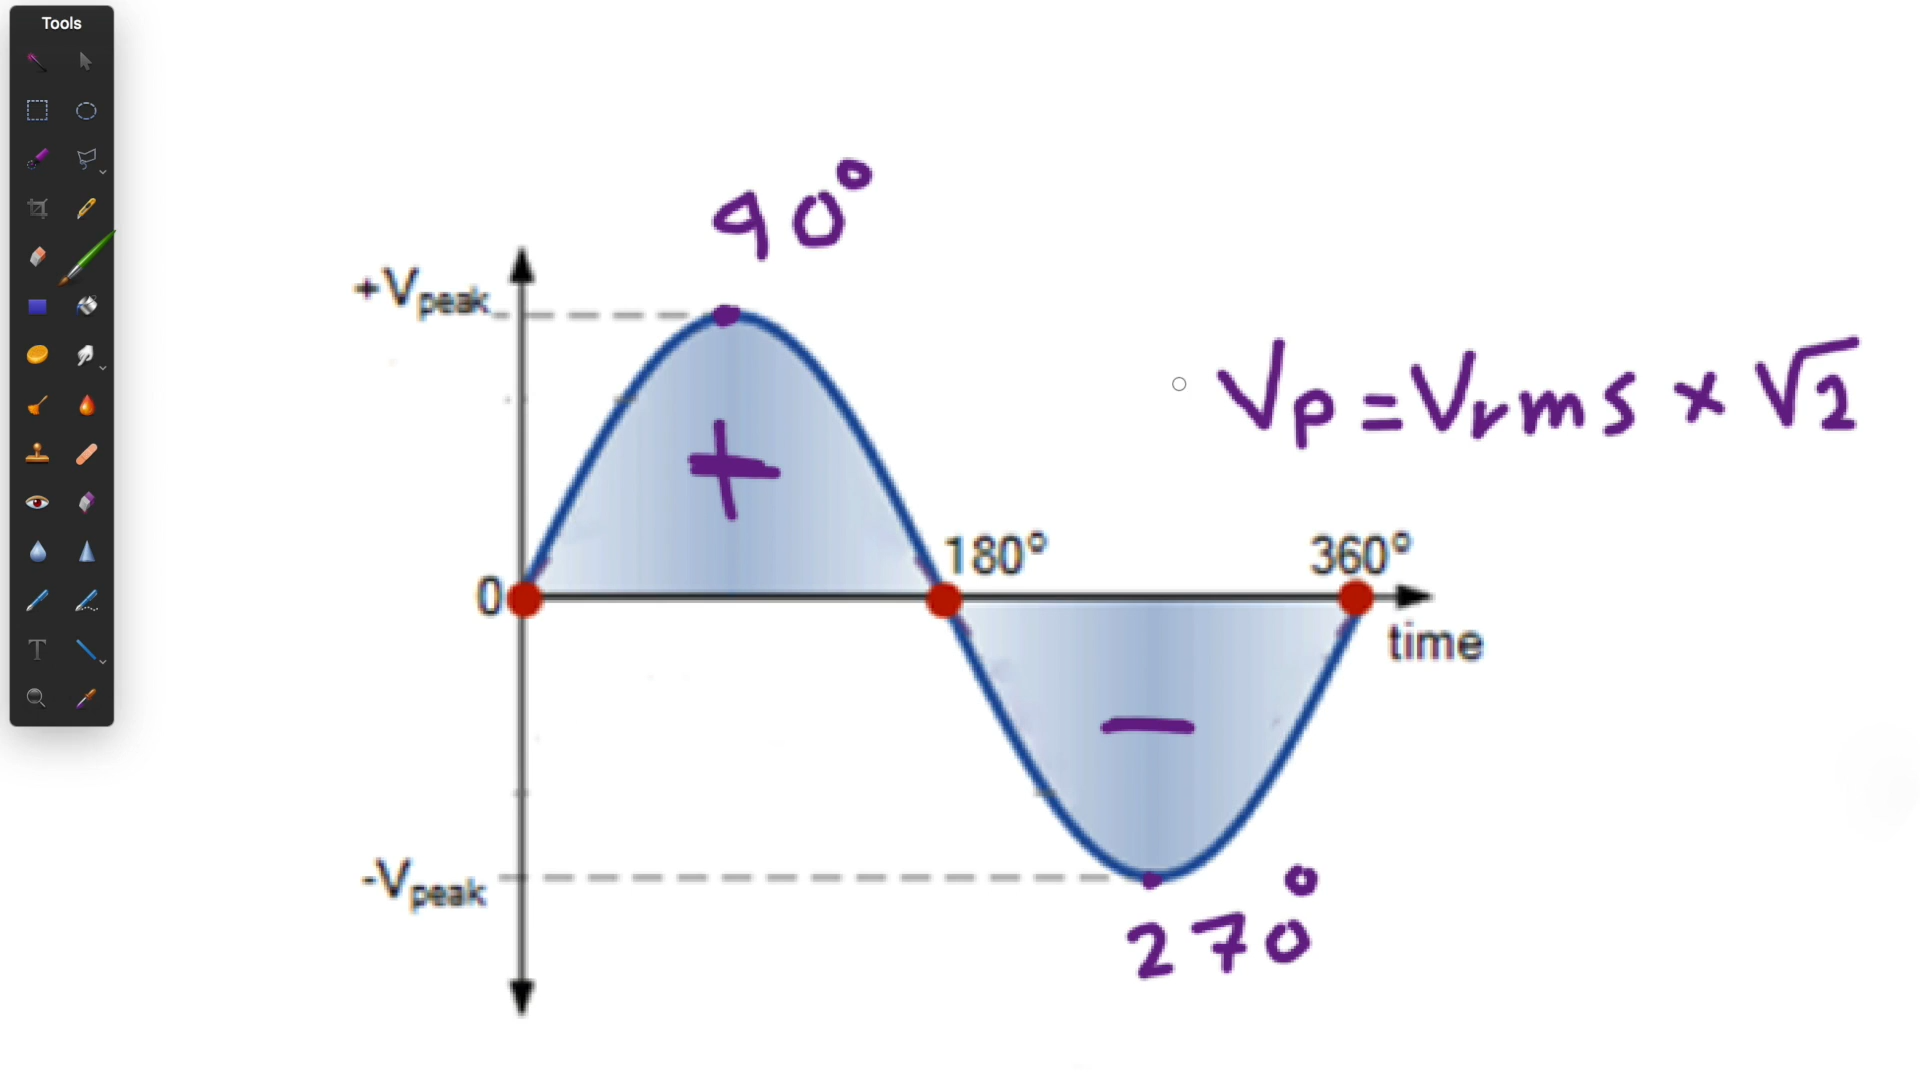 Tools
90°
+Vpeak
Vp = Vrms × √2
+
180°
360°
0
time
−
-Vpeak
270°